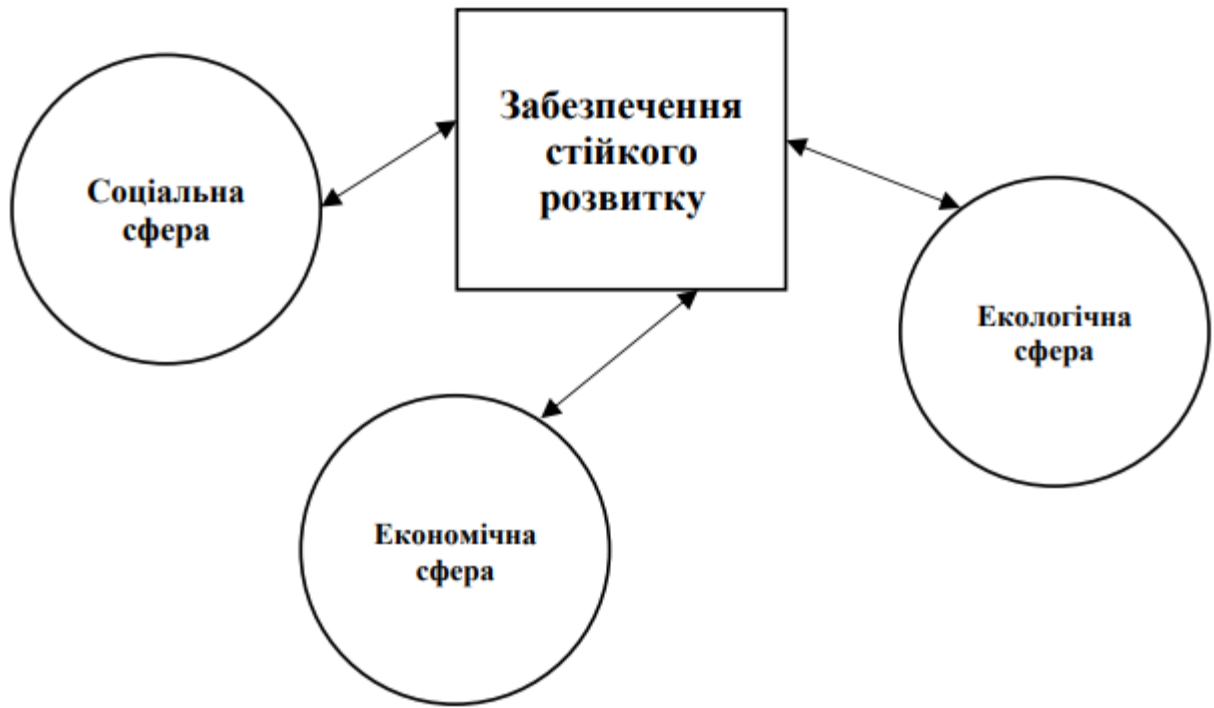 Забезпечення
стійкого
розвитку
Соціальна
сфера
Екологічна
сфера
Економічна
сфера